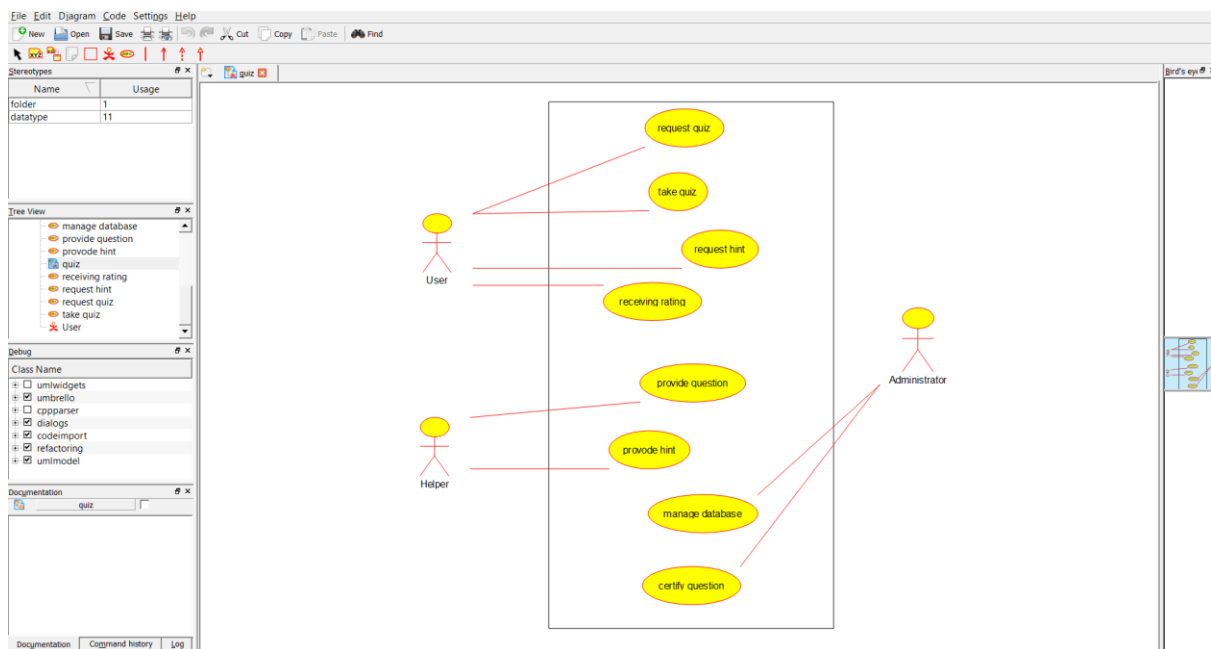 File Edit Diagram Code Settings Help
New Open Save Cut Copy Paste Find
XYZ
Stereotypes
Name Usage
folder 1
datatype 11
Tree View
manage database
provide question
provode hint
quiz
receiving rating
request hint
request quiz
take quiz
User
Debug
Class Name
umlwidgets
umbrello
cppparser
dialogs
codeimport
refactoring
umlmodel
Documentation
quiz
Documentation Command history Log
quiz
request quiz
take quiz
request hint
User
receiving rating
provide question
Administrator
provode hint
Helper
manage database
certify question
Bird's eye